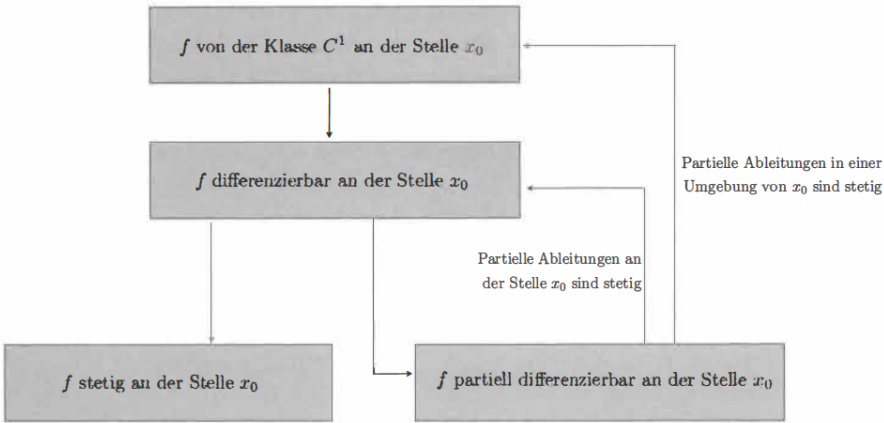 f von der Klasse C¹ an der Stelle x₀
f differenzierbar an der Stelle x₀
Partielle Ableitungen in einer
Umgebung von x₀ sind stetig
Partielle Ableitungen an
der Stelle x₀ sind stetig
f stetig an der Stelle x₀
f partiell differenzierbar an der Stelle x₀